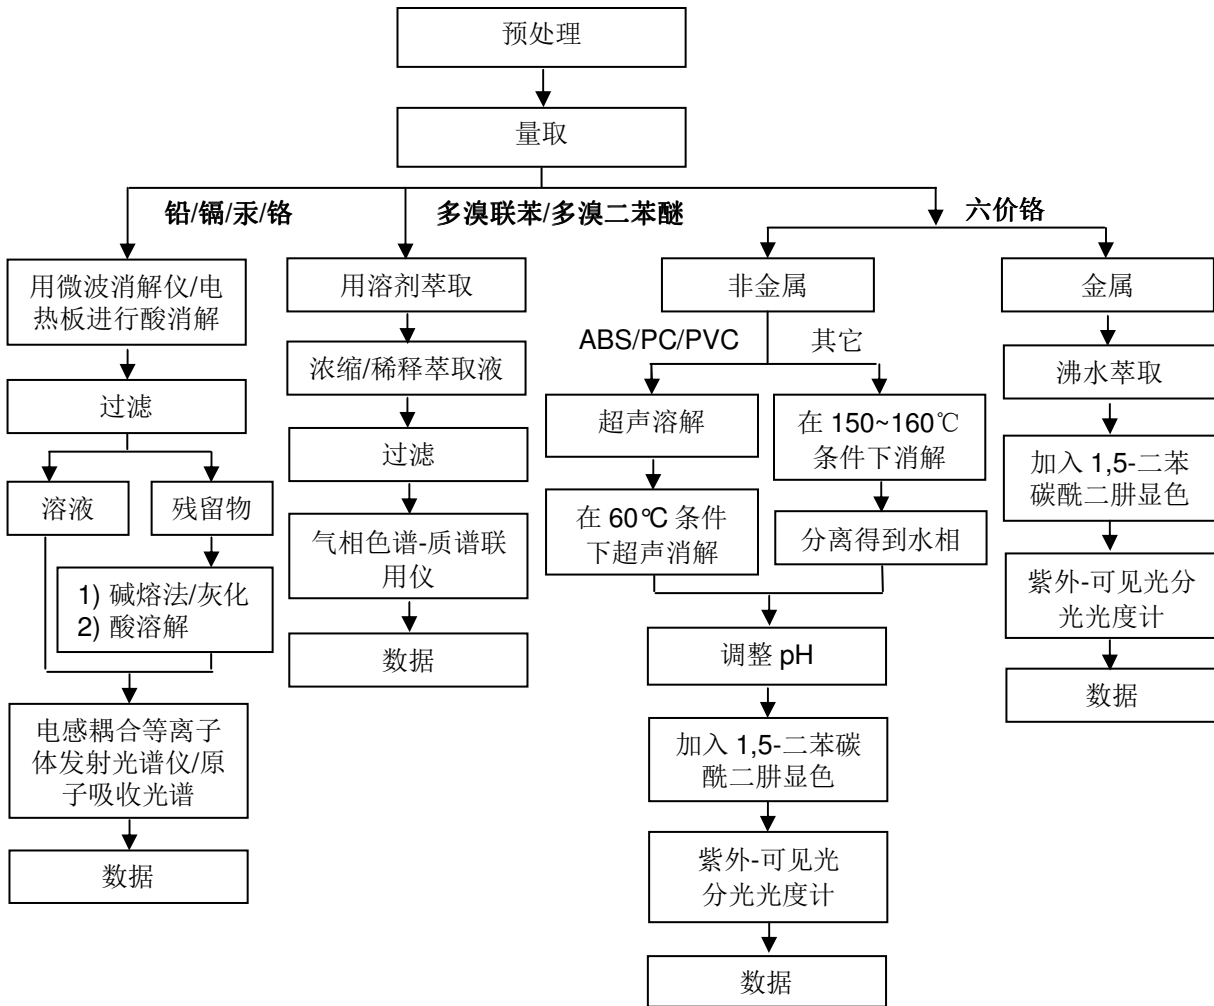 预处理
量取
铅/镉/汞/铬
多溴联苯/多溴二苯醚
六价铬
用微波消解仪/电
热板进行酸消解
过滤
溶液
残留物
1) 碱熔法/灰化
2) 酸溶解
电感耦合等离子
体发射光谱仪/原
子吸收光谱
数据
用溶剂萃取
浓缩/稀释萃取液
过滤
气相色谱-质谱联
用仪
数据
非金属
ABS/PC/PVC
其它
超声溶解
在 60℃ 条件
下超声消解
在 150~160℃
条件下消解
分离得到水相
调整 pH
加入 1,5-二苯碳
酰二肼显色
紫外-可见光
分光光度计
数据
金属
沸水萃取
加入 1,5-二苯
碳酰二肼显色
紫外-可见光分
光光度计
数据